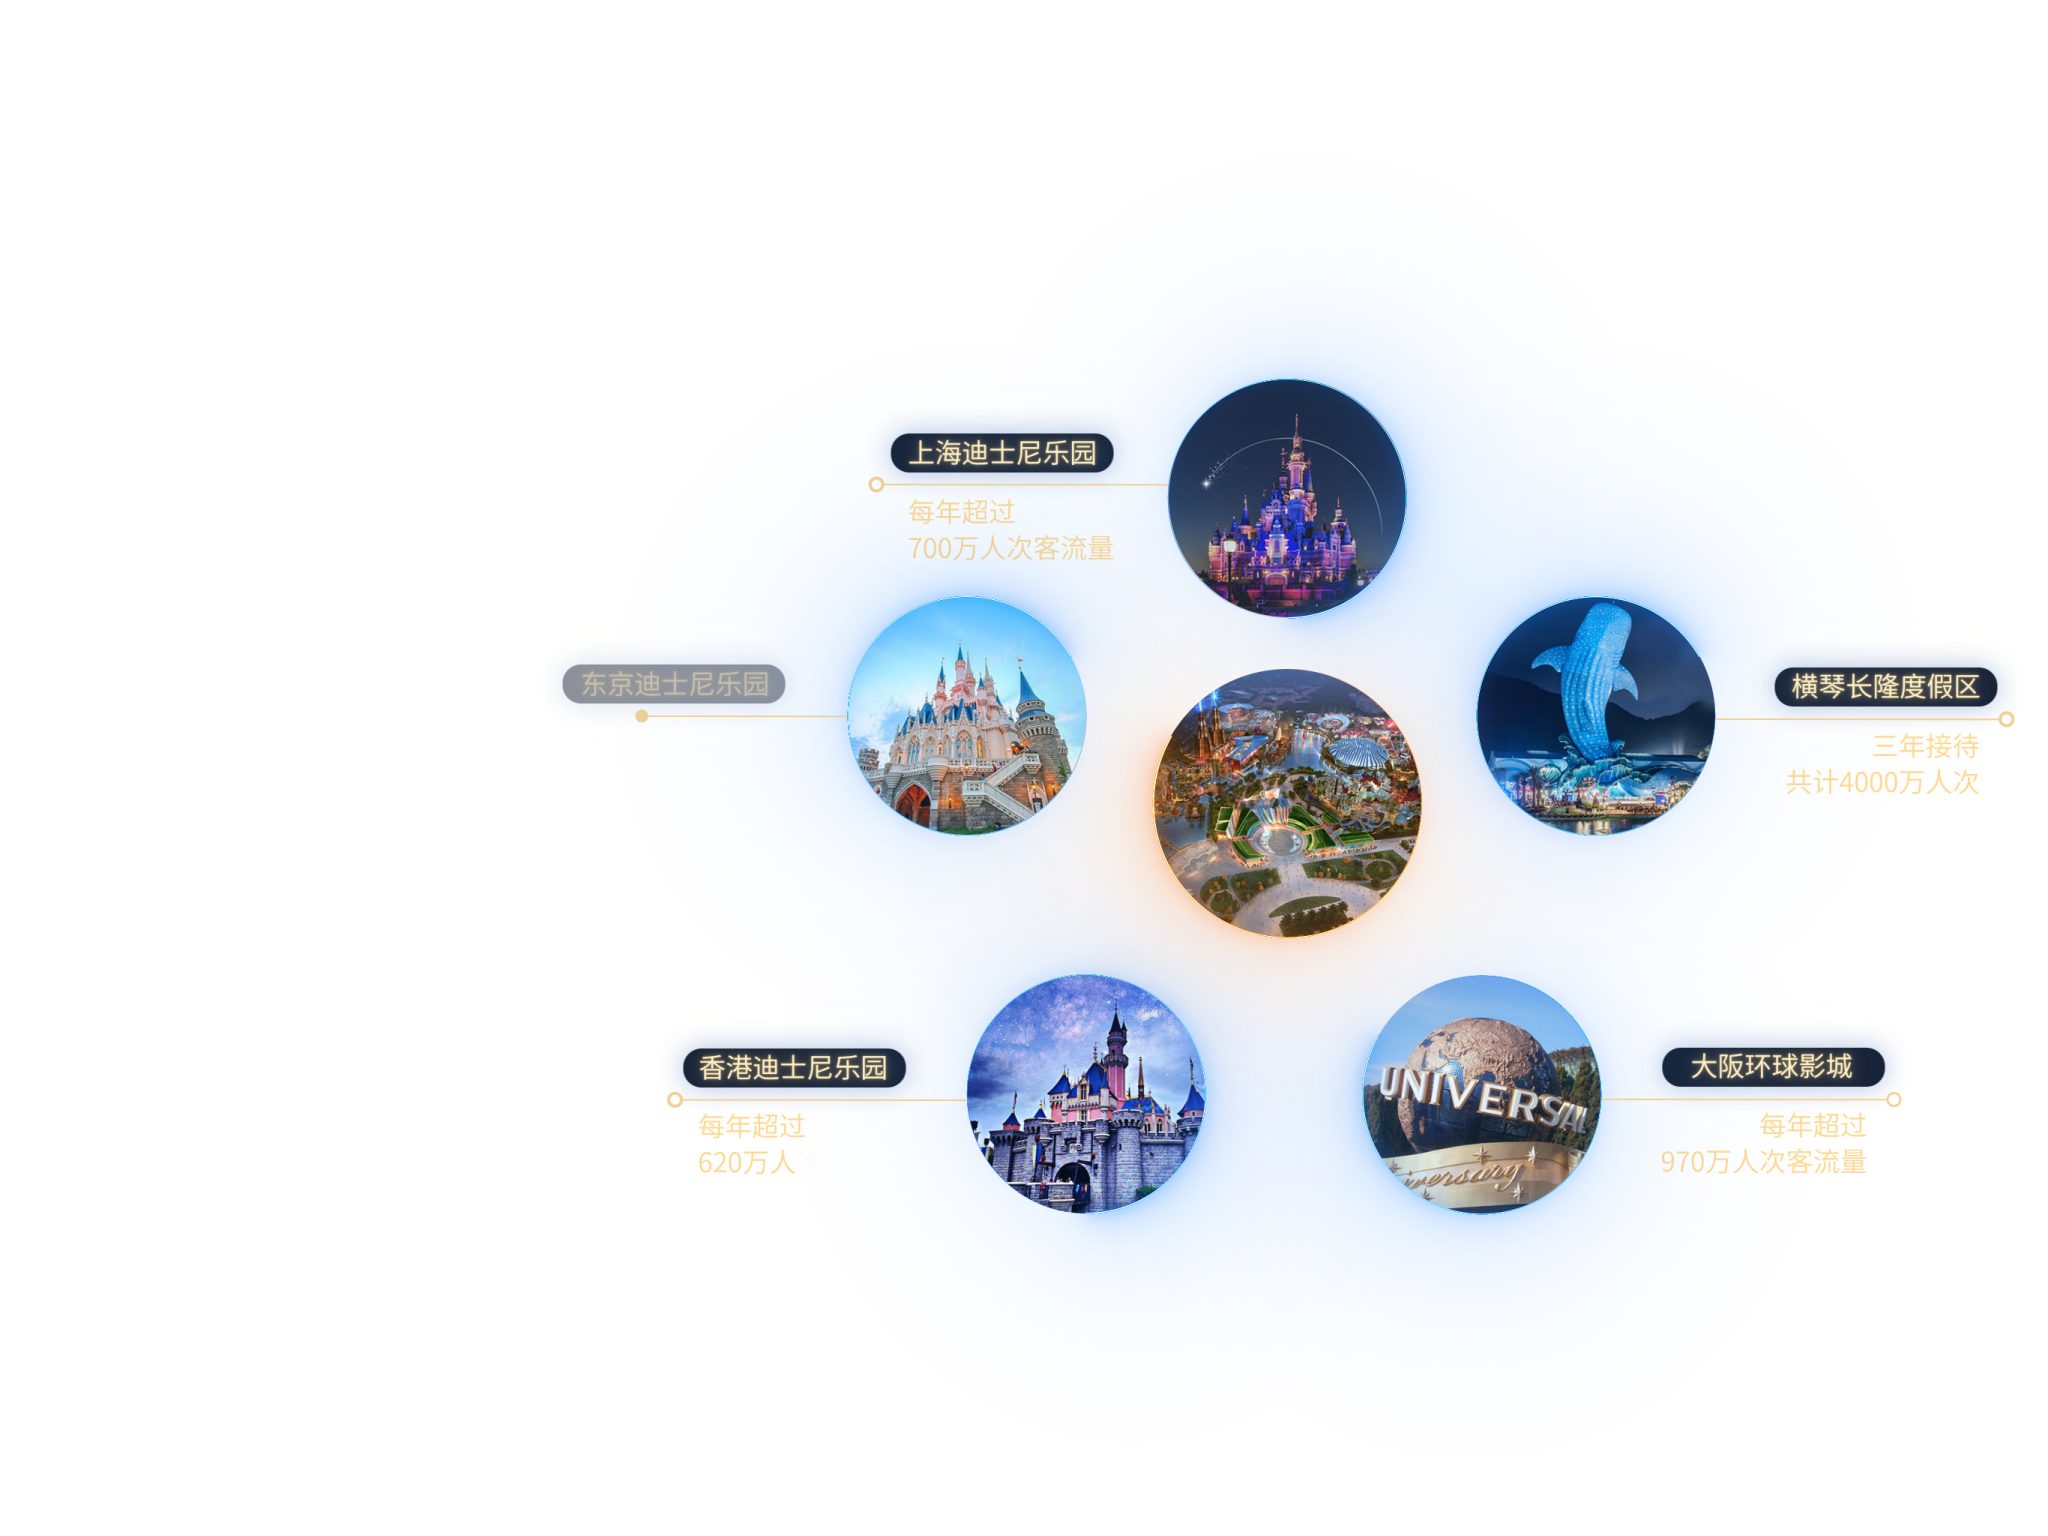 上海迪士尼乐园
每年超过
700万人次客流量
东京迪士尼乐园
横琴长隆度假区
三年接待
共计4000万人次
香港迪士尼乐园
每年超过
620万人次
大阪环球影城
每年超过
970万人次客流量
UNIVERSAL
iversary